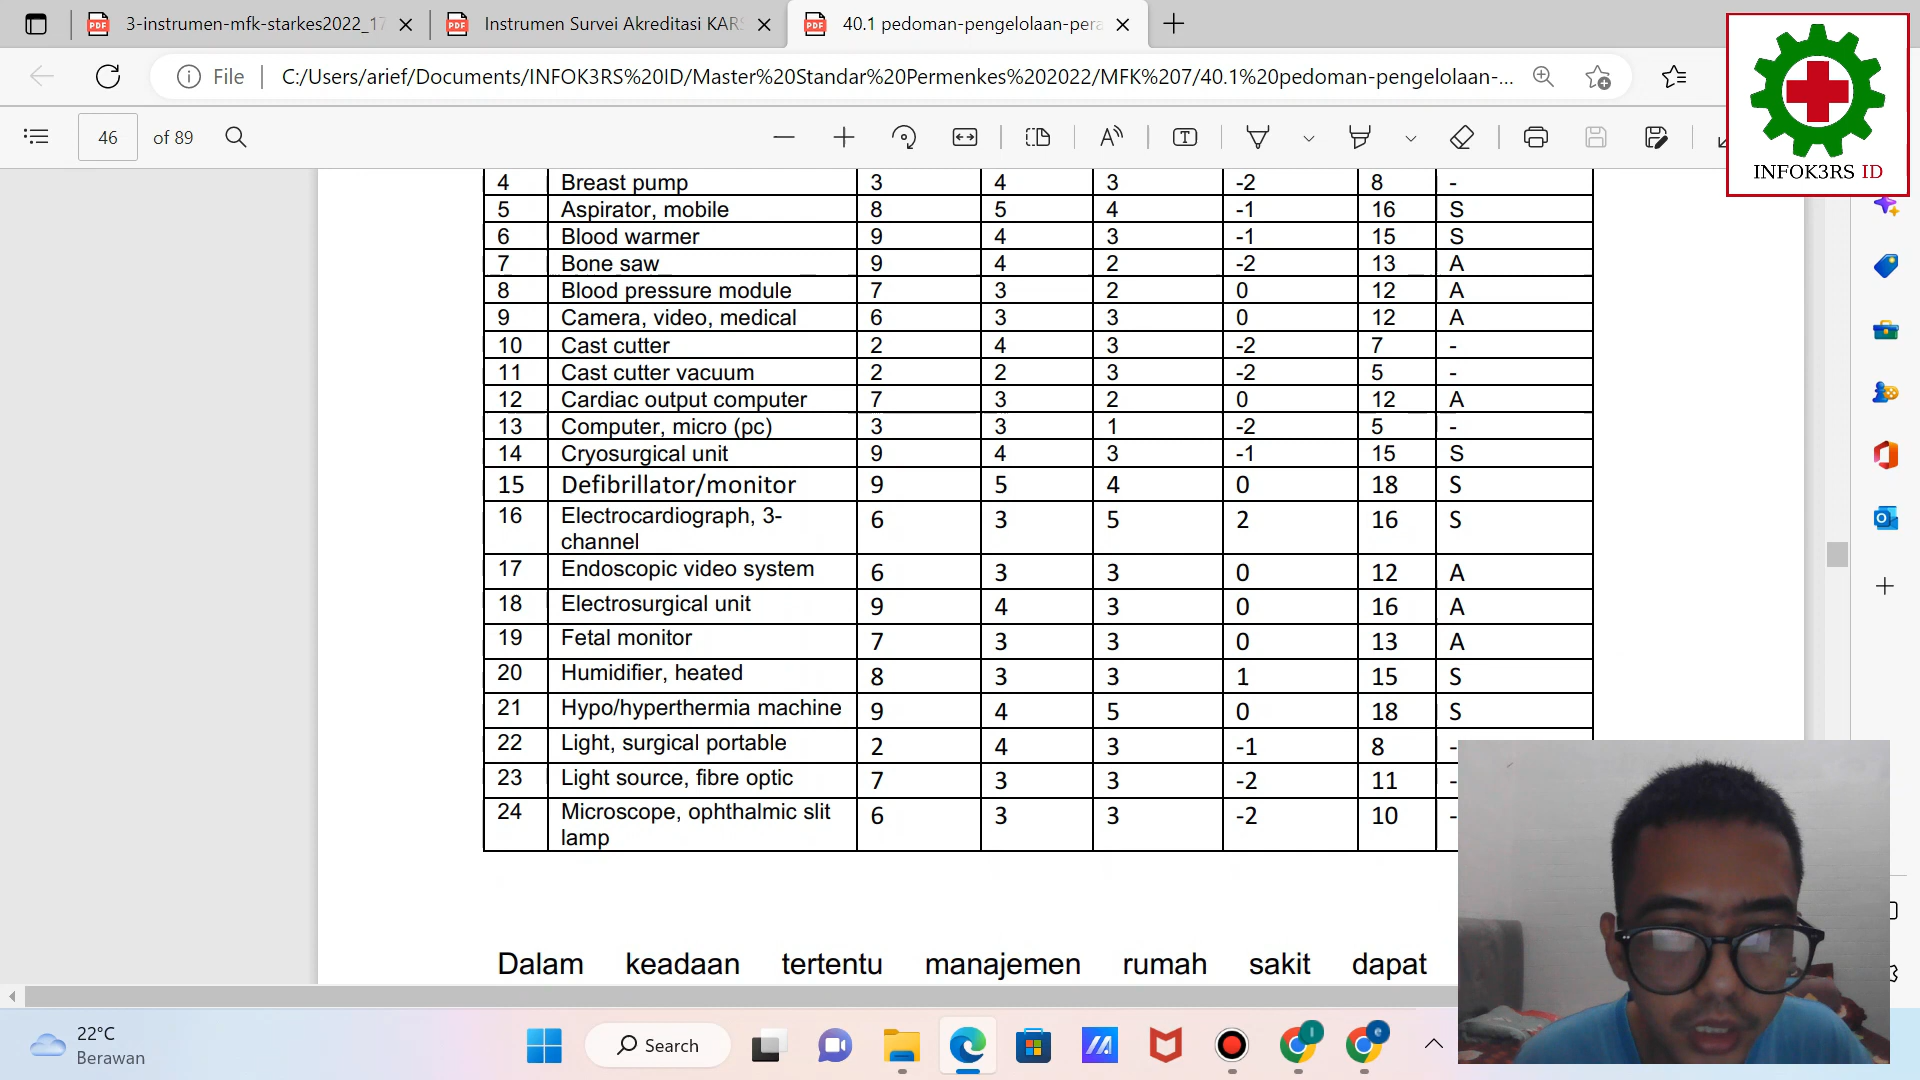 3-instrumen-mfk-starkes2022_17 Instrumen Survei Akreditasi KARS 40.1 pedoman-pengelolaan-pera
File C:/Users/arief/Documents/INFOK3RS%20ID/Master%20Standar%20Permenkes%202022/MFK%207/40.1%20pedoman-pengelolaan-...
INFOK3RS ID
46 of 89
4 Breast pump 3 4 3 -2 8 -
5 Aspirator, mobile 8 5 4 -1 16 S
6 Blood warmer 9 4 3 -1 15 S
7 Bone saw 9 4 2 -2 13 A
8 Blood pressure module 7 3 2 0 12 A
9 Camera, video, medical 6 3 3 0 12 A
10 Cast cutter 2 4 3 -2 7 -
11 Cast cutter vacuum 2 2 3 -2 5 -
12 Cardiac output computer 7 3 2 0 12 A
13 Computer, micro (pc) 3 3 1 -2 5 -
14 Cryosurgical unit 9 4 3 -1 15 S
15 Defibrillator/monitor 9 5 4 0 18 S
16 Electrocardiograph, 3- 6 3 5 2 16 S
channel
17 Endoscopic video system 6 3 3 0 12 A
18 Electrosurgical unit 9 4 3 0 16 A
19 Fetal monitor 7 3 3 0 13 A
20 Humidifier, heated 8 3 3 1 15 S
21 Hypo/hyperthermia machine 9 4 5 0 18 S
22 Light, surgical portable 2 4 3 -1 8 -
23 Light source, fibre optic 7 3 3 -2 11 -
24 Microscope, ophthalmic slit 6 3 3 -2 10 -
lamp
Dalam keadaan tertentu manajemen rumah sakit dapat
22°C
Berawan
Search